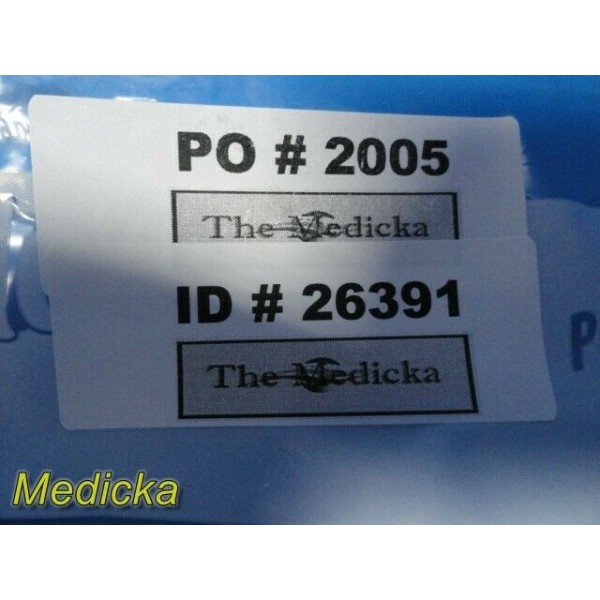 PO # 2005
The Medicka
ID # 26391
The Medicka
P
Medicka